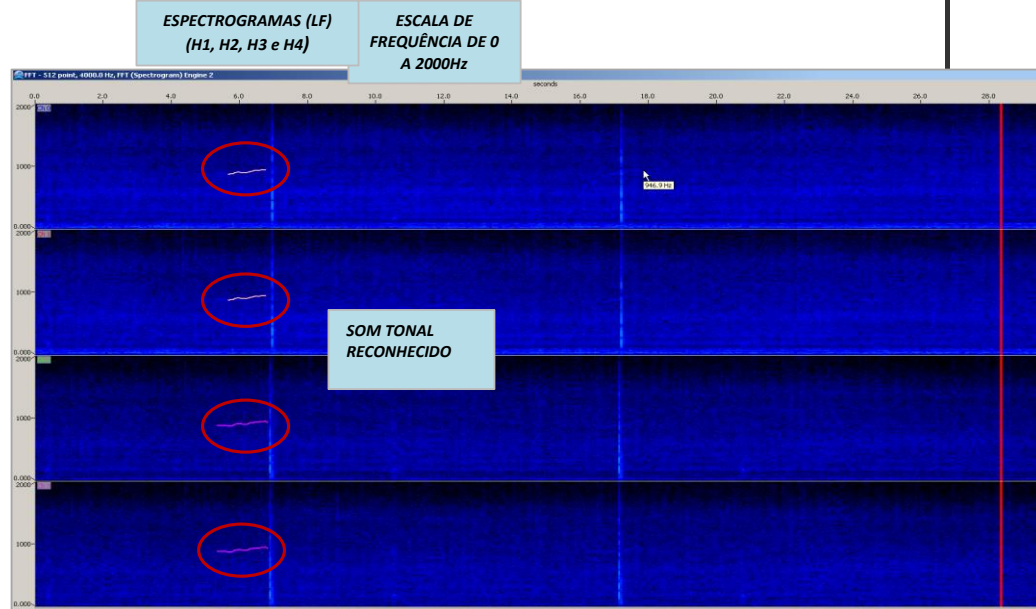 ESPECTROGRAMAS (LF)
(H1, H2, H3 e H4)
ESCALA DE
FREQUÊNCIA DE 0
A 2000Hz
FFT - 512 point, 4000.0 Hz, FFT (Spectrogram) Engine 2
seconds
0.0 2.0 4.0 6.0 8.0 10.0 12.0 14.0 16.0 18.0 20.0 22.0 24.0 26.0 28.0
2000
1000
946.9 Hz
0.000
2000
1000
SOM TONAL
RECONHECIDO
0.000
2000
1000
0.000
2000
1000
0.000